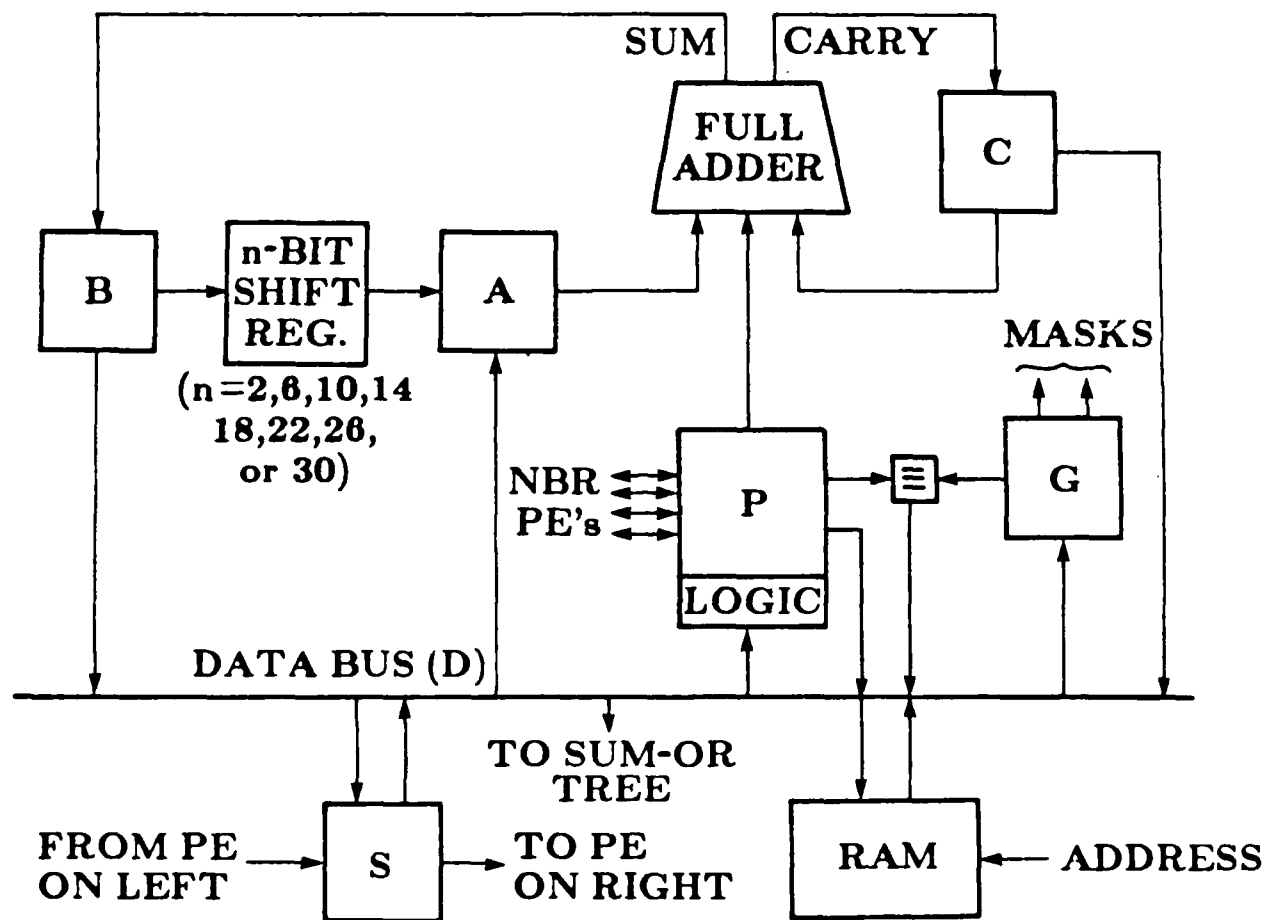 SUM
CARRY
FULL
ADDER
C
B
n-BIT
SHIFT
REG.
A
(n=2,6,10,14
18,22,26,
or 30)
MASKS
NBR
PE's
P
≡
G
LOGIC
DATA BUS (D)
TO SUM-OR
TREE
FROM PE
ON LEFT
S
TO PE
ON RIGHT
RAM
ADDRESS